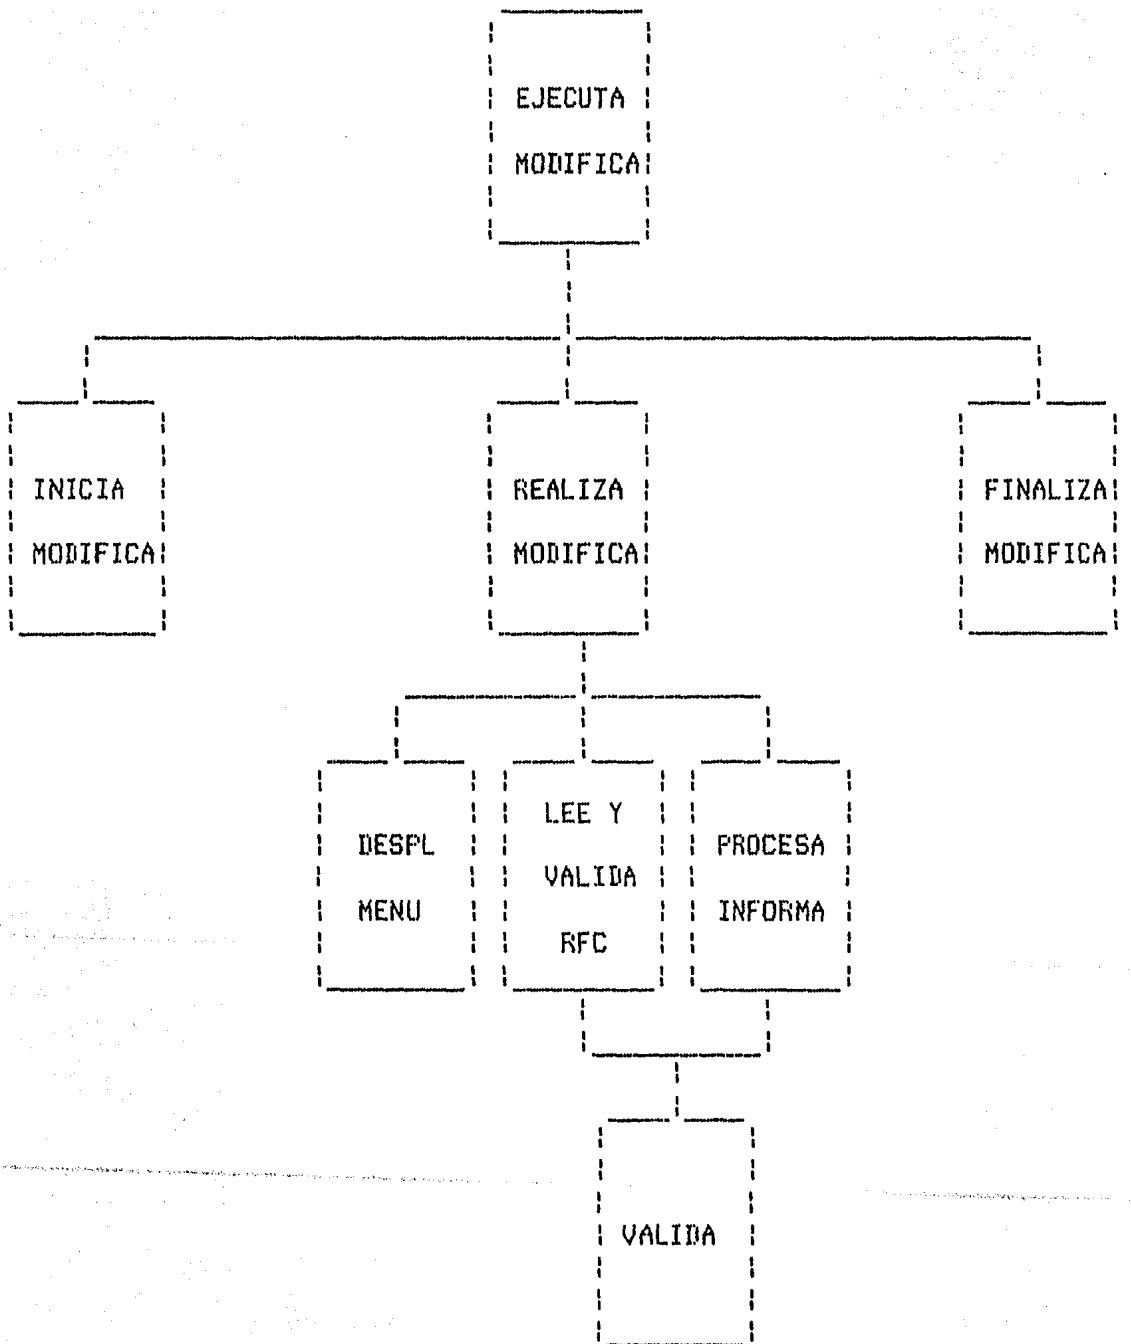 EJECUTA
MODIFICA
INICIA
MODIFICA
REALIZA
MODIFICA
FINALIZA
MODIFICA
DESPL
MENU
LEE Y
VALIDA
RFC
PROCESA
INFORMA
VALIDA